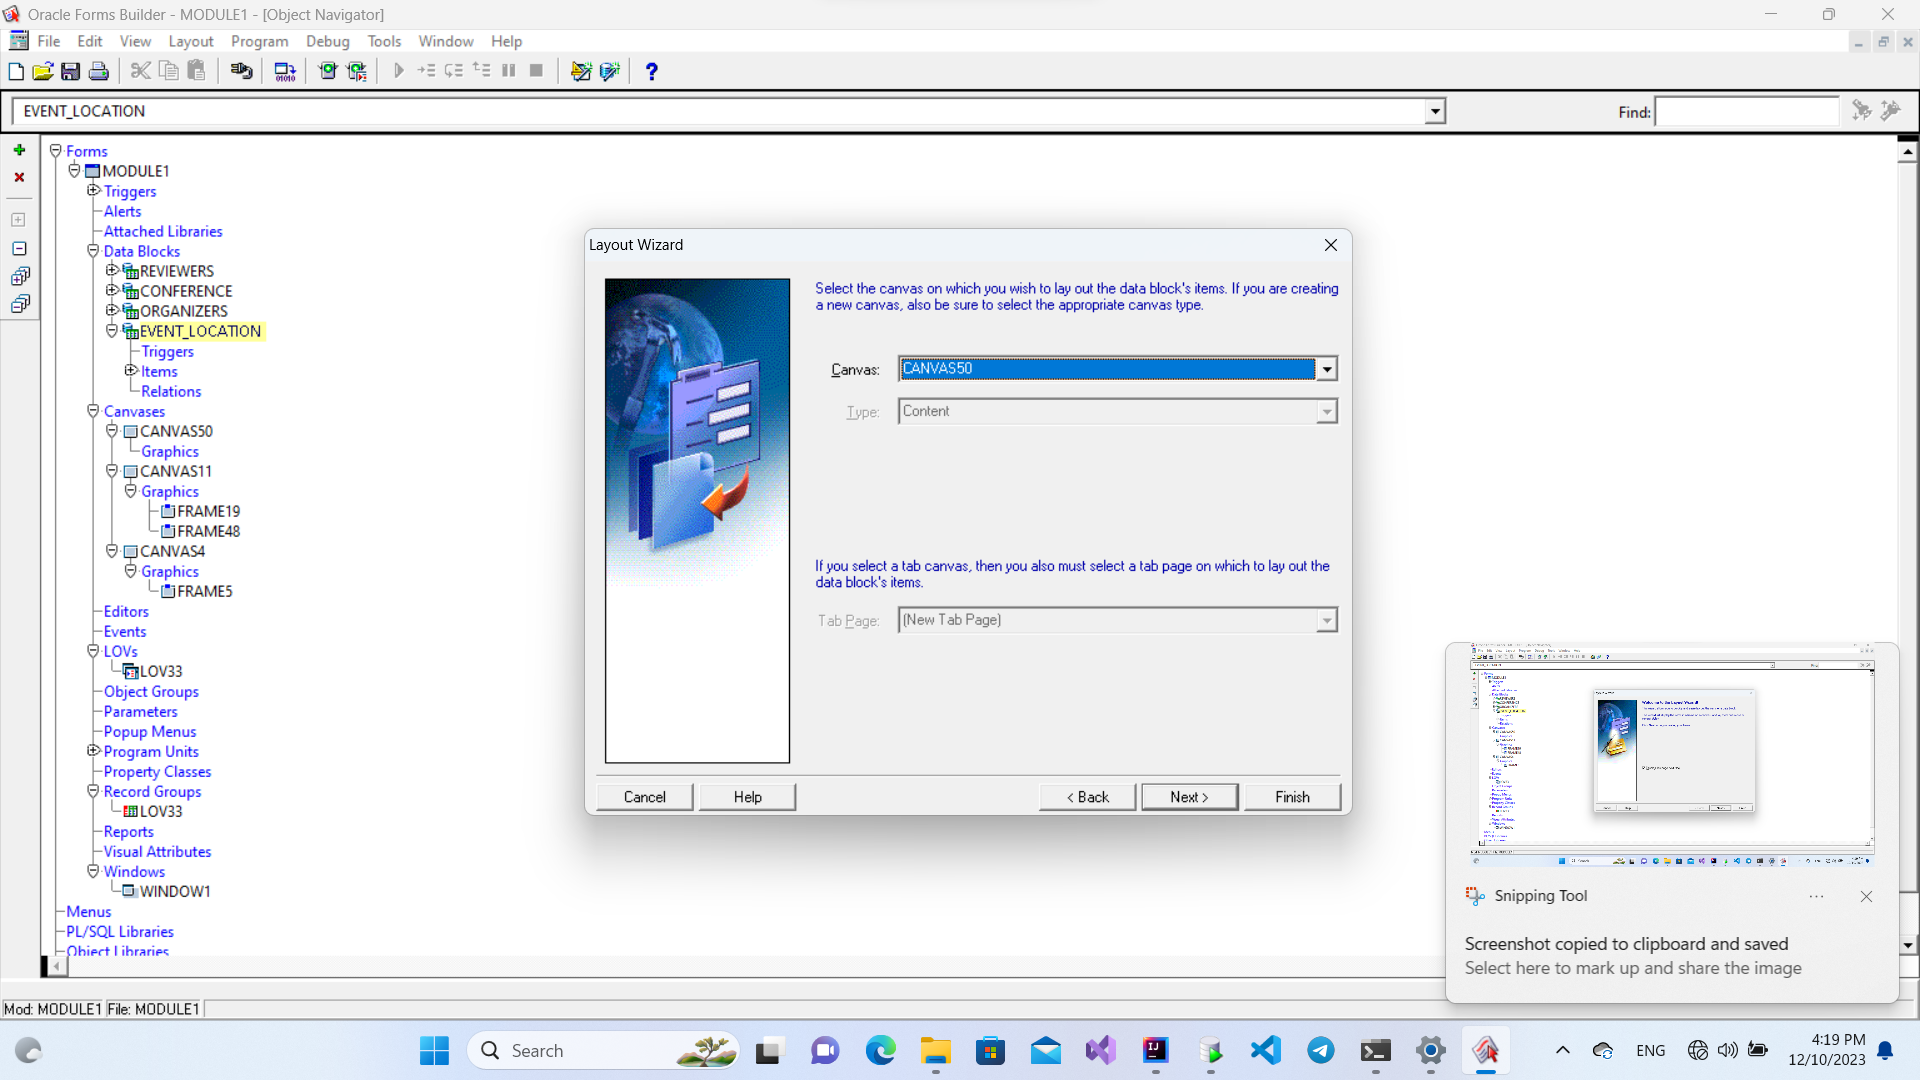 Oracle Forms Builder - MODULE1 - [Object Navigator]
File Edit View Layout Program Debug Tools Window Help
EVENT_LOCATION
Find:
Forms
MODULE1
Triggers
Alerts
Attached Libraries
Data Blocks
REVIEWERS
CONFERENCE
ORGANIZERS
EVENT_LOCATION
Triggers
Items
Relations
Canvases
CANVAS50
Graphics
CANVAS11
Graphics
FRAME19
FRAME48
CANVAS4
Graphics
FRAME5
Editors
Events
LOVs
LOV33
Object Groups
Parameters
Popup Menus
Program Units
Property Classes
Record Groups
LOV33
Reports
Visual Attributes
Windows
WINDOW1
Menus
PL/SQL Libraries
Object Libraries
Layout Wizard
Select the canvas on which you wish to lay out the data block's items. If you are creating
a new canvas, also be sure to select the appropriate canvas type.
Canvas: CANVAS50
Type: Content
If you select a tab canvas, then you also must select a tab page on which to lay out the
data block's items.
Tab Page: (New Tab Page)
Cancel Help < Back Next > Finish
Snipping Tool
Screenshot copied to clipboard and saved
Select here to mark up and share the image
Mod: MODULE1 File: MODULE1
Search
ENG
4:19 PM
12/10/2023